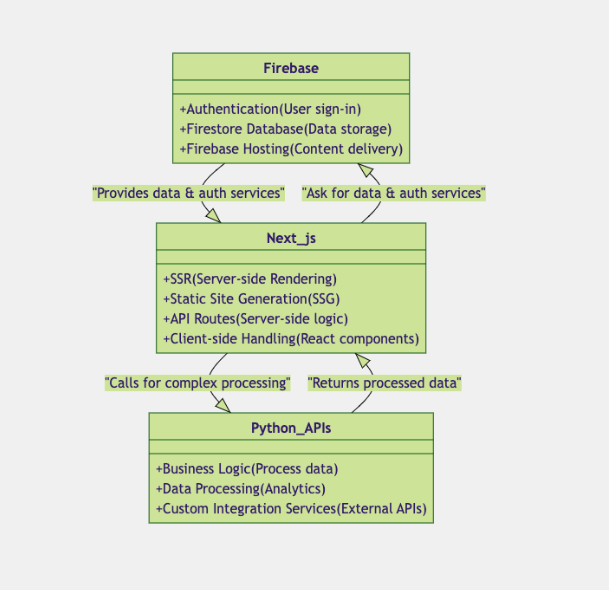 Firebase
+Authentication(User sign-in)
+Firestore Database(Data storage)
+Firebase Hosting(Content delivery)
"Provides data & auth services"
"Ask for data & auth services"
Next_js
+SSR(Server-side Rendering)
+Static Site Generation(SSG)
+API Routes(Server-side logic)
+Client-side Handling(React components)
"Calls for complex processing"
"Returns processed data"
Python_APIs
+Business Logic(Process data)
+Data Processing(Analytics)
+Custom Integration Services(External APIs)